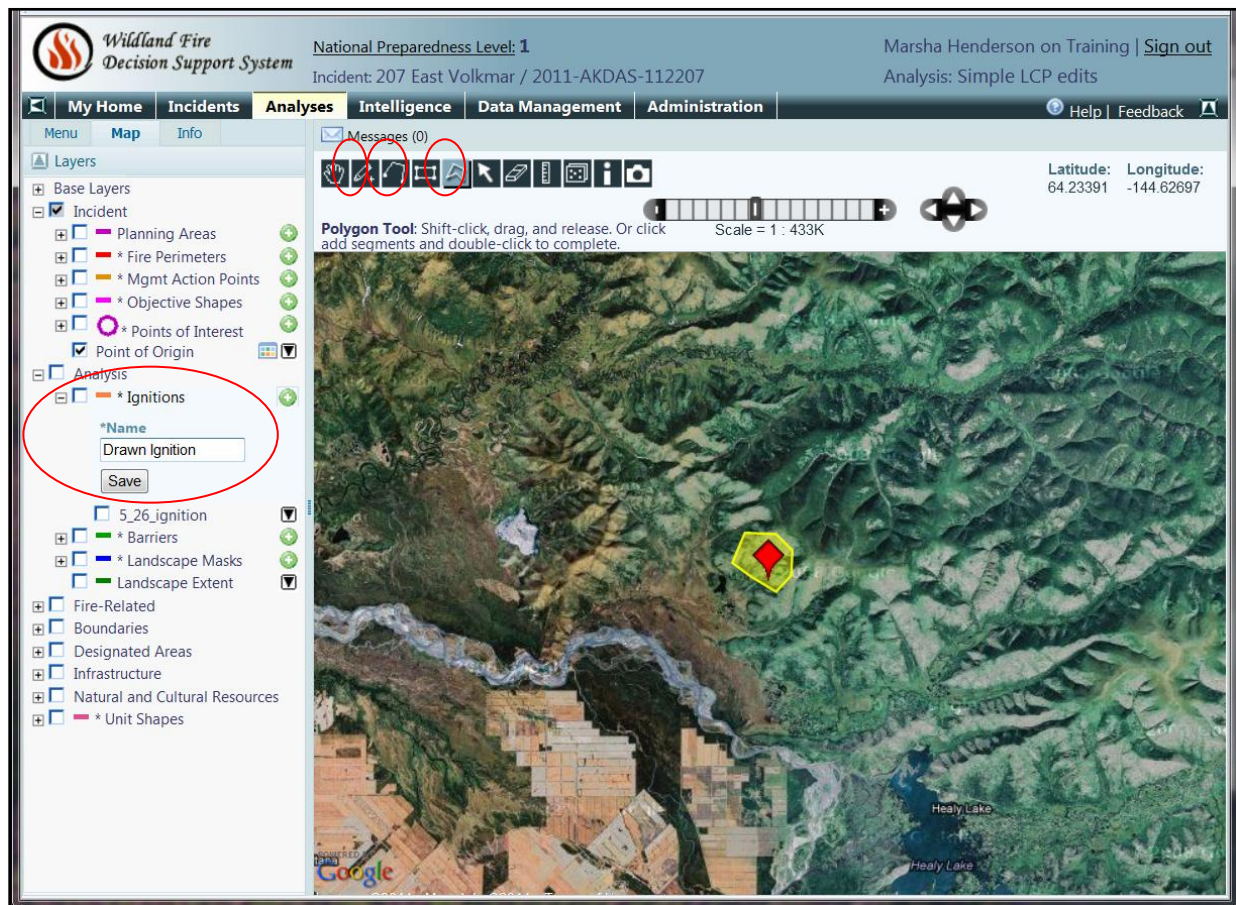 Wildland Fire
Decision Support System
National Preparedness Level: 1
Incident: 207 East Volkmar / 2011-AKDAS-112207
Marsha Henderson on Training | Sign out
Analysis: Simple LCP edits
My Home Incidents Analyses Intelligence Data Management Administration
Help | Feedback
Menu Map Info
Messages (0)
Layers
Base Layers
Incident
Planning Areas
* Fire Perimeters
* Mgmt Action Points
* Objective Shapes
* Points of Interest
Point of Origin
Analysis
* Ignitions
*Name
Drawn Ignition
Save
5_26_ignition
* Barriers
* Landscape Masks
Landscape Extent
Fire-Related
Boundaries
Designated Areas
Infrastructure
Natural and Cultural Resources
* Unit Shapes
Latitude: Longitude:
64.23391 -144.62697
Polygon Tool: Shift-click, drag, and release. Or click
add segments and double-click to complete.
Scale = 1 : 433K
Healy Lake
Healy Lake
POWERED
Google